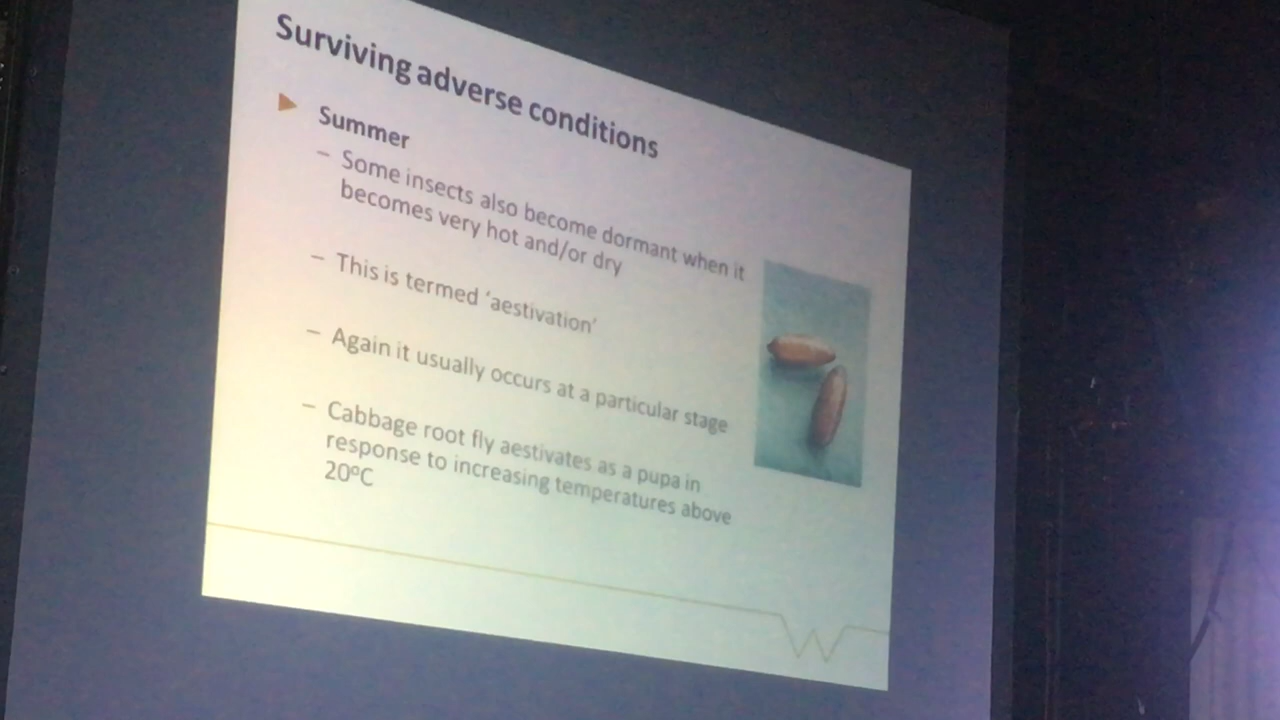 Surviving adverse conditions
Summer
– Some insects also become dormant when it
becomes very hot and/or dry
– This is termed ‘aestivation’
– Again it usually occurs at a particular stage
– Cabbage root fly aestivates as a pupa in
response to increasing temperatures above
20ºC